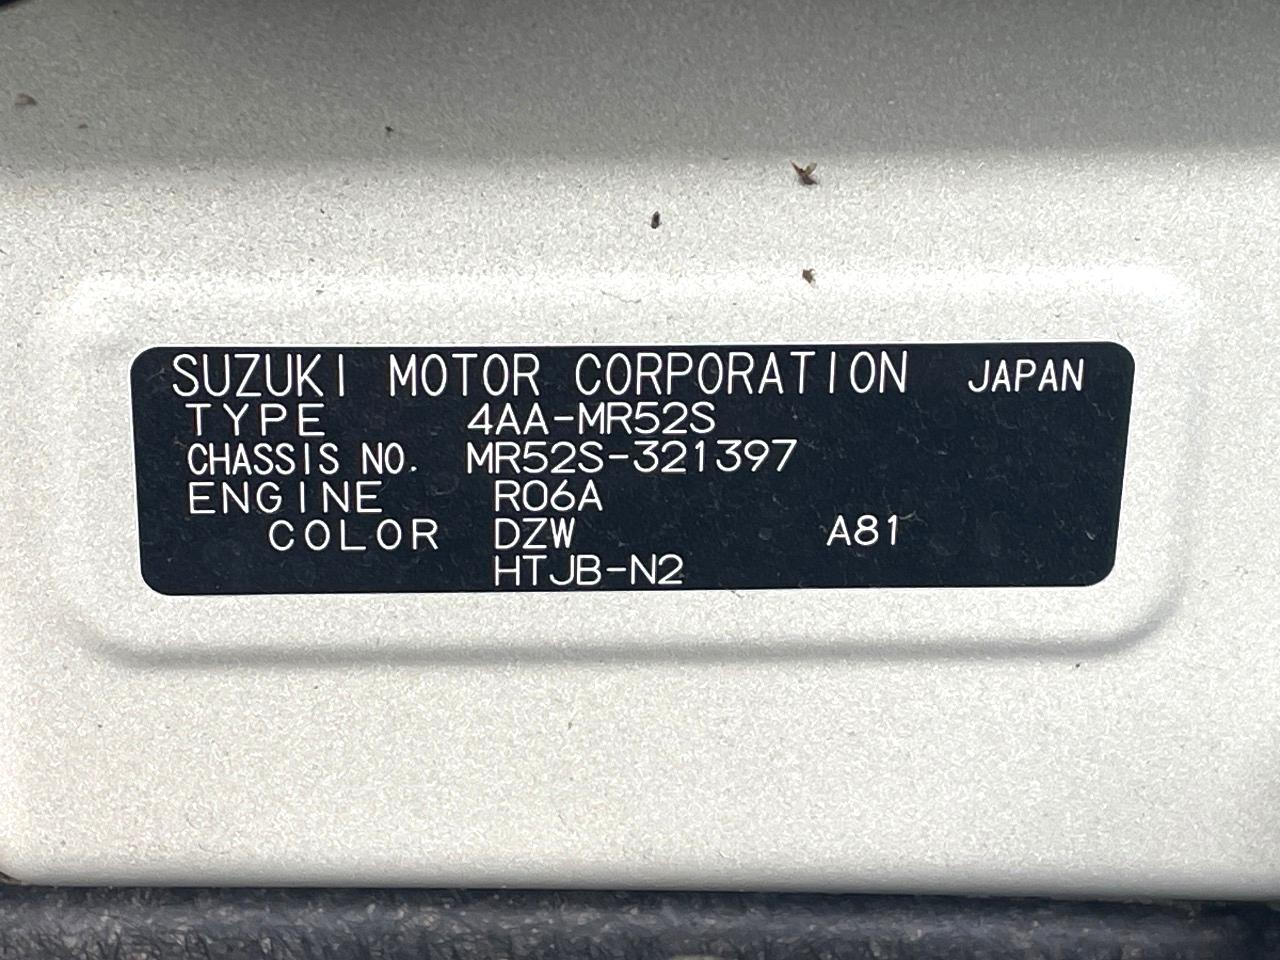 SUZUKI MOTOR CORPORATION JAPAN
TYPE 4AA-MR52S
CHASSIS NO. MR52S-321397
ENGINE R06A
COLOR DZW A81
HTJB-N2